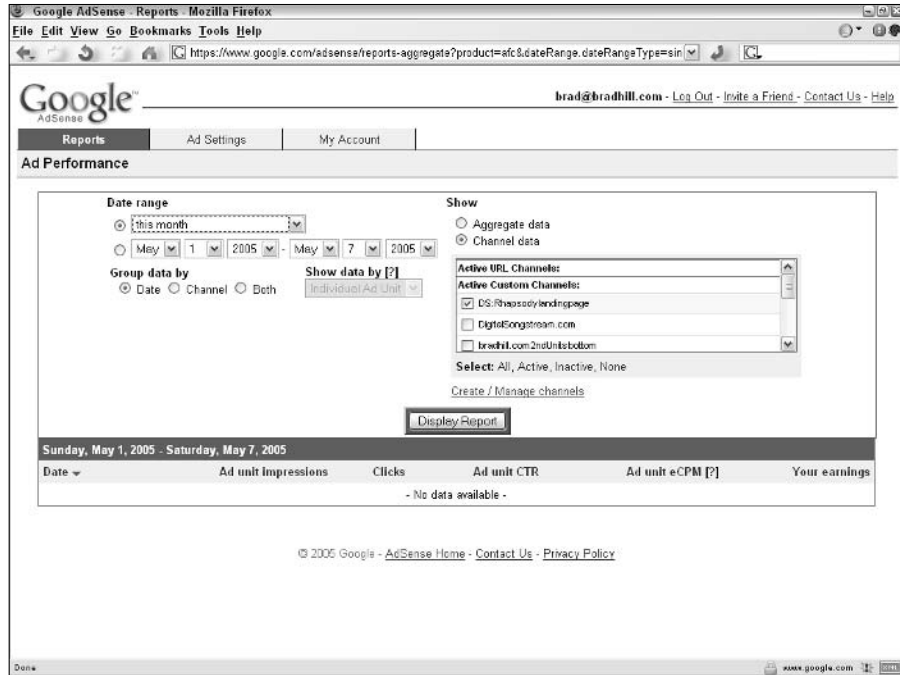 Google AdSense - Reports - Mozilla Firefox
File Edit View Go Bookmarks Tools Help
https://www.google.com/adsense/reports-aggregate?product=afc&dateRange.dateRangeType=sin
Google™
AdSense
brad@bradhill.com - Log Out - Invite a Friend - Contact Us - Help
Reports Ad Settings My Account
Ad Performance
Date range
this month
May 1 2005 - May 7 2005
Group data by
Date Channel Both
Show data by [?]
Individual Ad Unit
Show
Aggregate data
Channel data
Active URL Channels:
Active Custom Channels:
DS:Rhapsodylandingpage
DigitalSongstream.com
bradhill.com2ndUnitsbottom
Select: All, Active, Inactive, None
Create / Manage channels
Display Report
Sunday, May 1, 2005 - Saturday, May 7, 2005
Date Ad unit impressions Clicks Ad unit CTR Ad unit eCPM [?] Your earnings
- No data available -
© 2005 Google - AdSense Home - Contact Us - Privacy Policy
Done
www.google.com